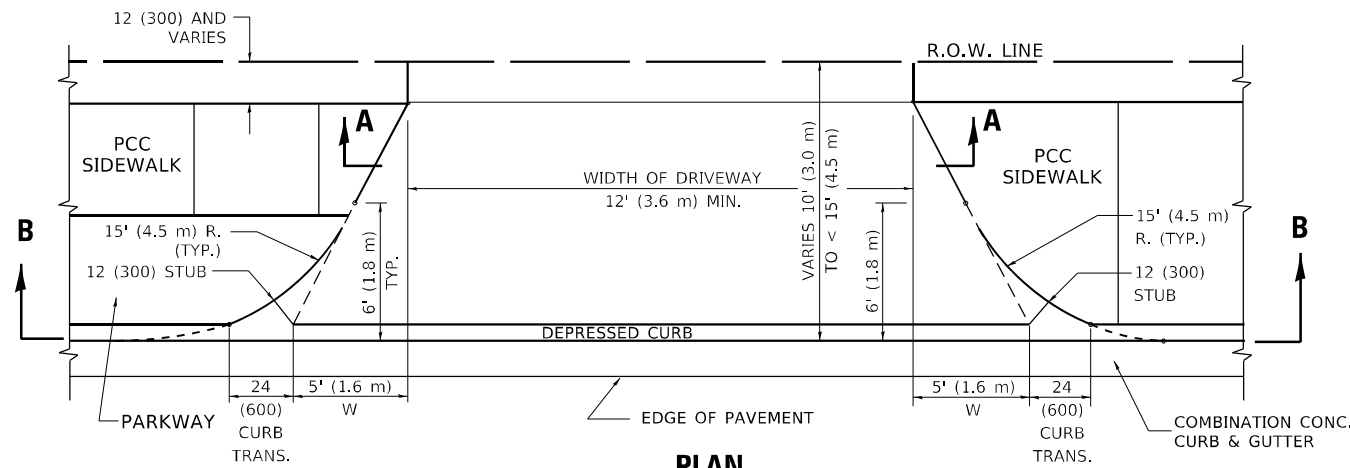 12 (300) AND
VARIES
R.O.W. LINE
A
A
PCC
SIDEWALK
PCC
SIDEWALK
WIDTH OF DRIVEWAY
12' (3.6 m) MIN.
VARIES 10' (3.0 m)
TO < 15' (4.5 m)
B
B
15' (4.5 m) R.
(TYP.)
15' (4.5 m)
R. (TYP.)
12 (300) STUB
12 (300)
STUB
6' (1.8 m)
TYP.
6' (1.8 m)
DEPRESSED CURB
24
(600)
CURB
TRANS.
5' (1.6 m)
W
5' (1.6 m)
W
24
(600)
CURB
TRANS.
PARKWAY
EDGE OF PAVEMENT
COMBINATION CONC.
CURB & GUTTER
PLAN